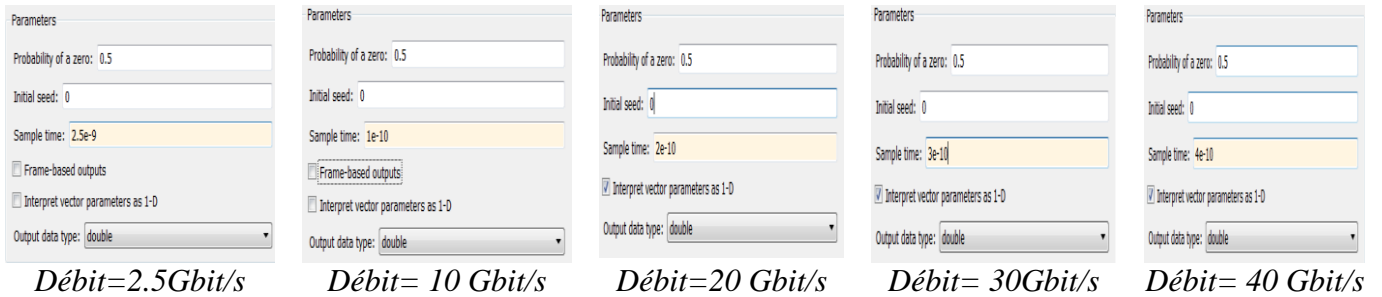 Parameters
Probability of a zero: 0.5
Initial seed: 0
Sample time: 2.5e-9
Frame-based outputs
Interpret vector parameters as 1-D
Output data type: double
Débit=2.5Gbit/s
Parameters
Probability of a zero: 0.5
Initial seed: 0
Sample time: 1e-10
Frame-based outputs
Interpret vector parameters as 1-D
Output data type: double
Débit= 10 Gbit/s
Parameters
Probability of a zero: 0.5
Initial seed: 0
Sample time: 2e-10
Interpret vector parameters as 1-D
Output data type: double
Débit=20 Gbit/s
Parameters
Probability of a zero: 0.5
Initial seed: 0
Sample time: 3e-10
Interpret vector parameters as 1-D
Output data type: double
Débit= 30Gbit/s
Parameters
Probability of a zero: 0.5
Initial seed: 0
Sample time: 4e-10
Interpret vector parameters as 1-D
Output data type: double
Débit= 40 Gbit/s